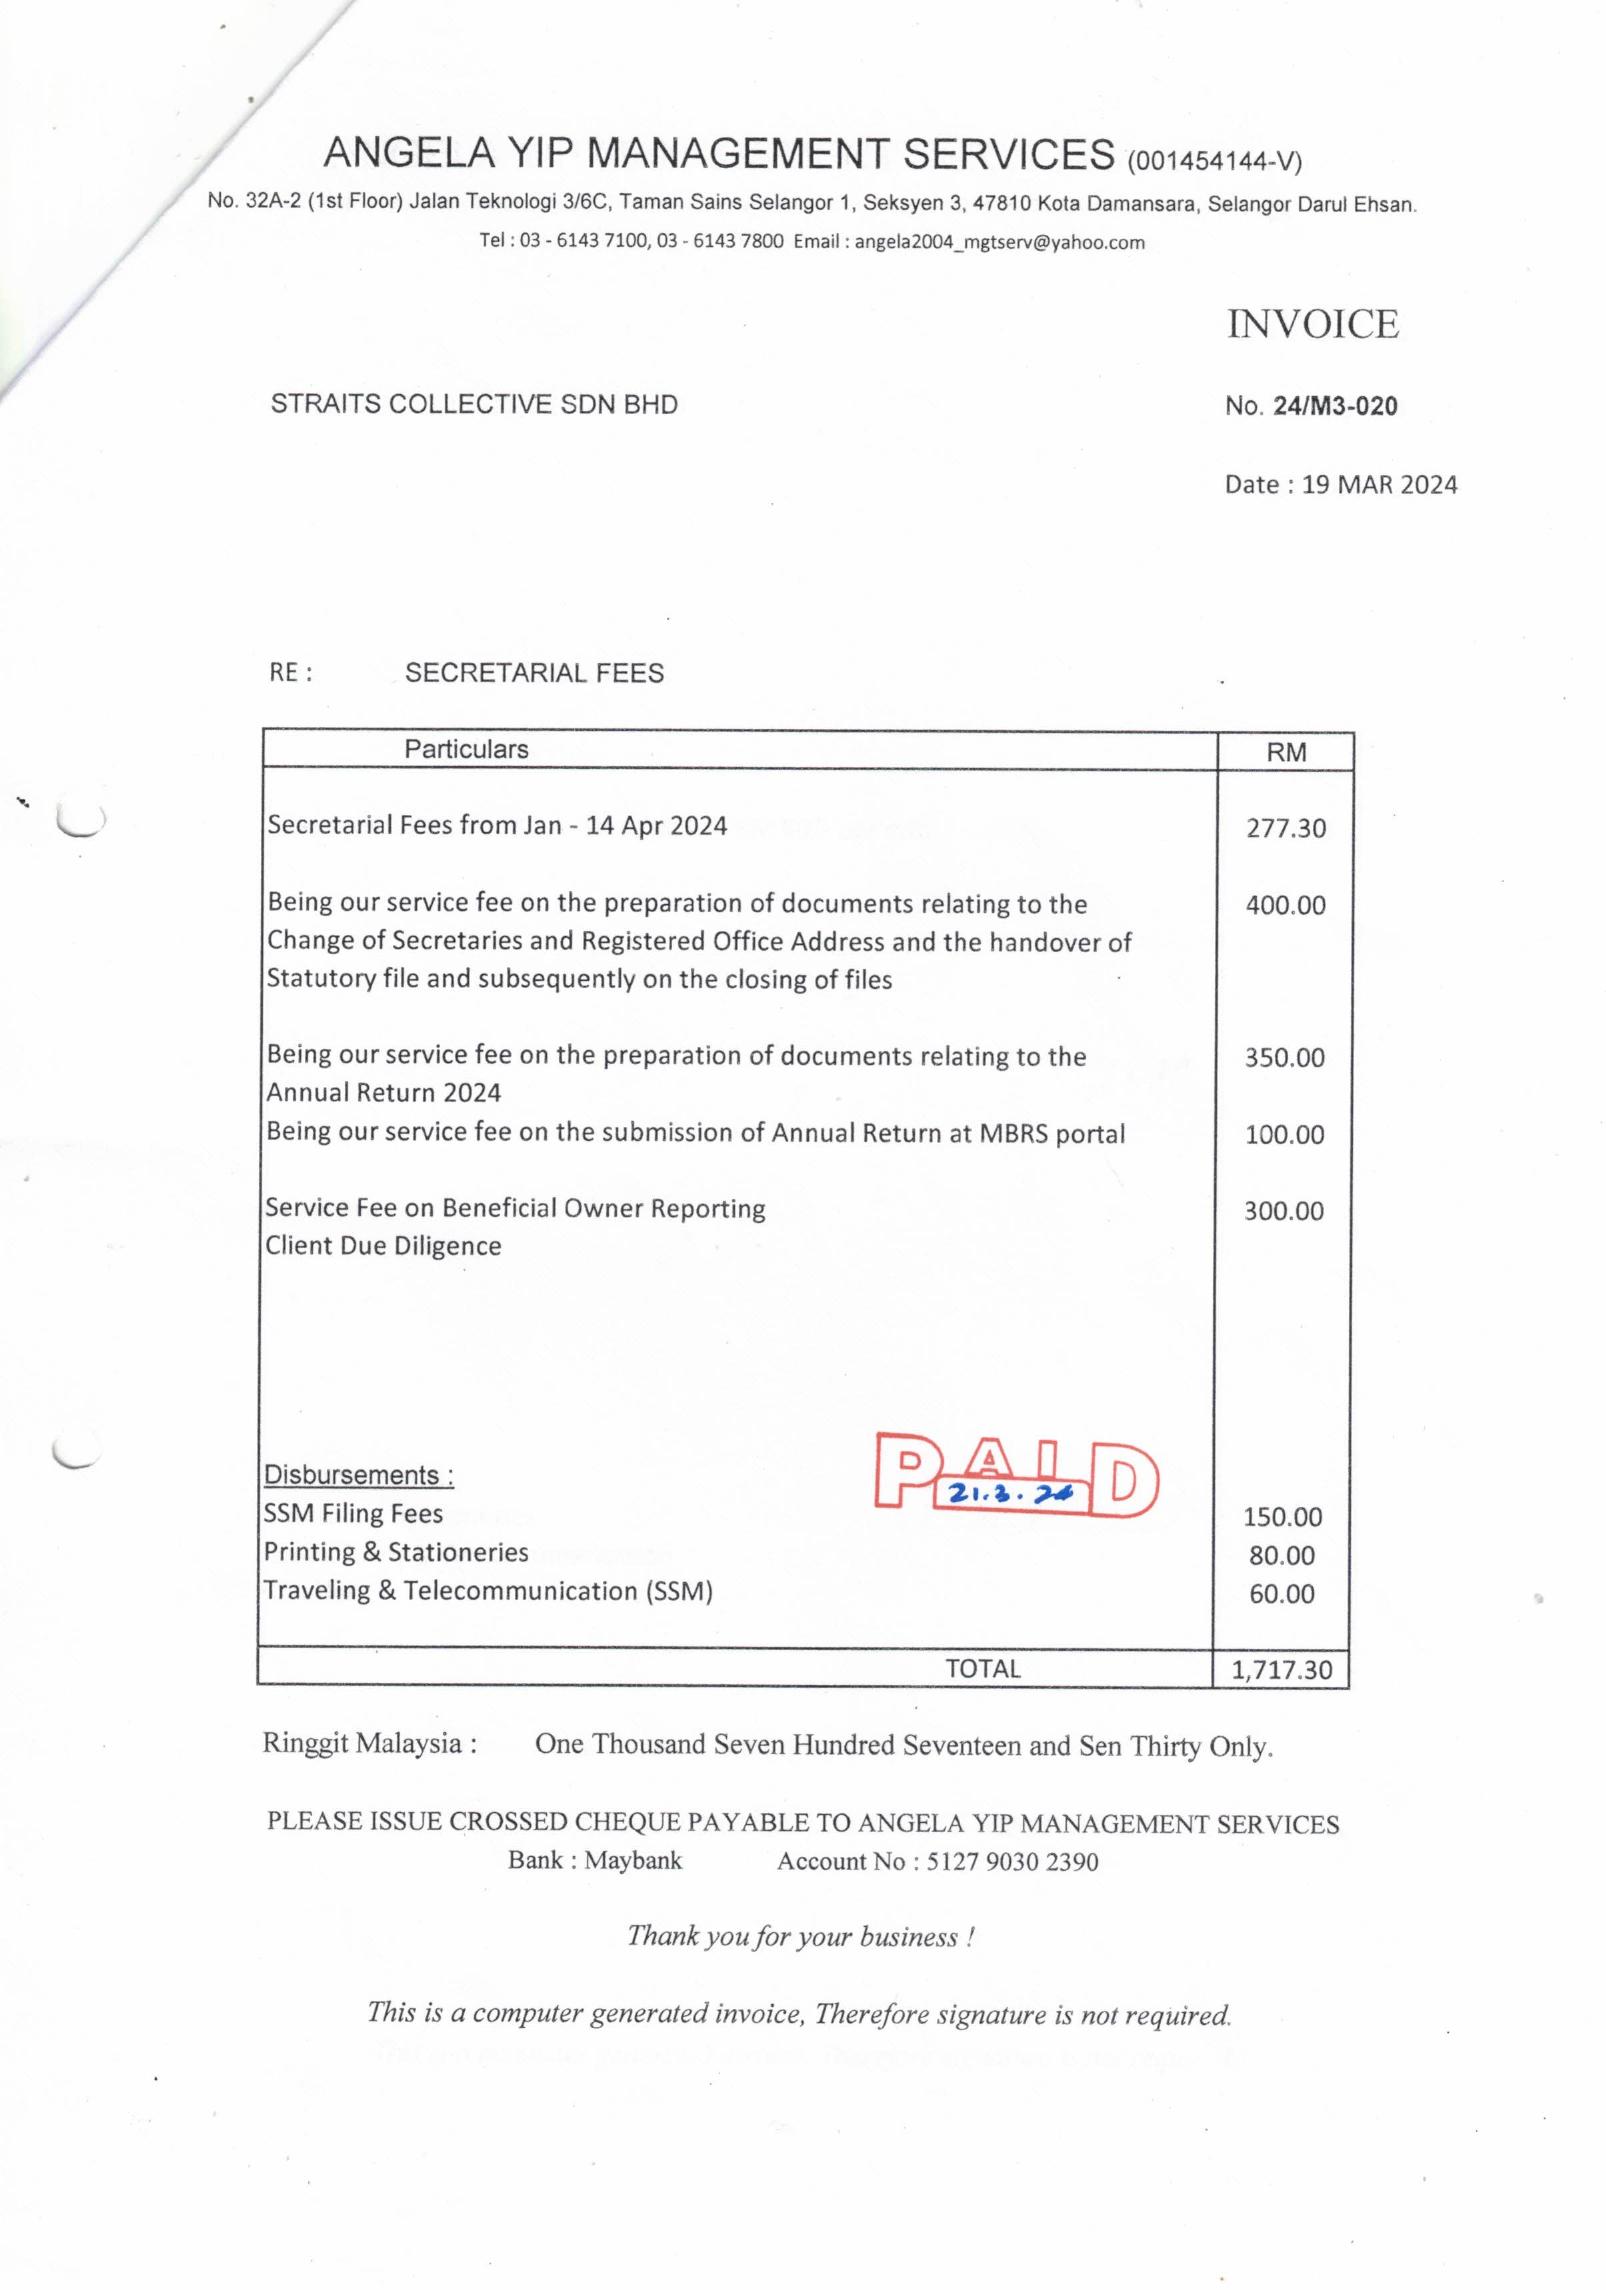 ANGELA YIP MANAGEMENT SERVICES (001454144-V)
No. 32A-2 (1st Floor) Jalan Teknologi 3/6C, Taman Sains Selangor 1, Seksyen 3, 47810 Kota Damansara, Selangor Darul Ehsan.
Tel : 03 - 6143 7100, 03 - 6143 7800 Email : angela2004_mgtserv@yahoo.com
INVOICE
STRAITS COLLECTIVE SDN BHD No. 24/M3-020
Date : 19 MAR 2024
RE : SECRETARIAL FEES
Particulars RM
Secretarial Fees from Jan - 14 Apr 2024 277.30
Being our service fee on the preparation of documents relating to the 400.00
Change of Secretaries and Registered Office Address and the handover of
Statutory file and subsequently on the closing of files
Being our service fee on the preparation of documents relating to the 350.00
Annual Return 2024
Being our service fee on the submission of Annual Return at MBRS portal 100.00
Service Fee on Beneficial Owner Reporting 300.00
Client Due Diligence
PAID
Disbursements :
21.3.24
SSM Filing Fees 150.00
Printing & Stationeries 80.00
Traveling & Telecommunication (SSM) 60.00
TOTAL 1,717.30
Ringgit Malaysia : One Thousand Seven Hundred Seventeen and Sen Thirty Only.
PLEASE ISSUE CROSSED CHEQUE PAYABLE TO ANGELA YIP MANAGEMENT SERVICES
Bank : Maybank Account No : 5127 9030 2390
Thank you for your business !
This is a computer generated invoice, Therefore signature is not required.